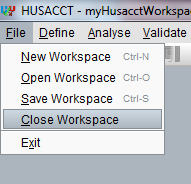 HUSACCT - myHusacctWorkspa
File Define Analyse Validate
New Workspace Ctrl-N
Open Workspace Ctrl-O
Save Workspace Ctrl-S
Close Workspace
Exit